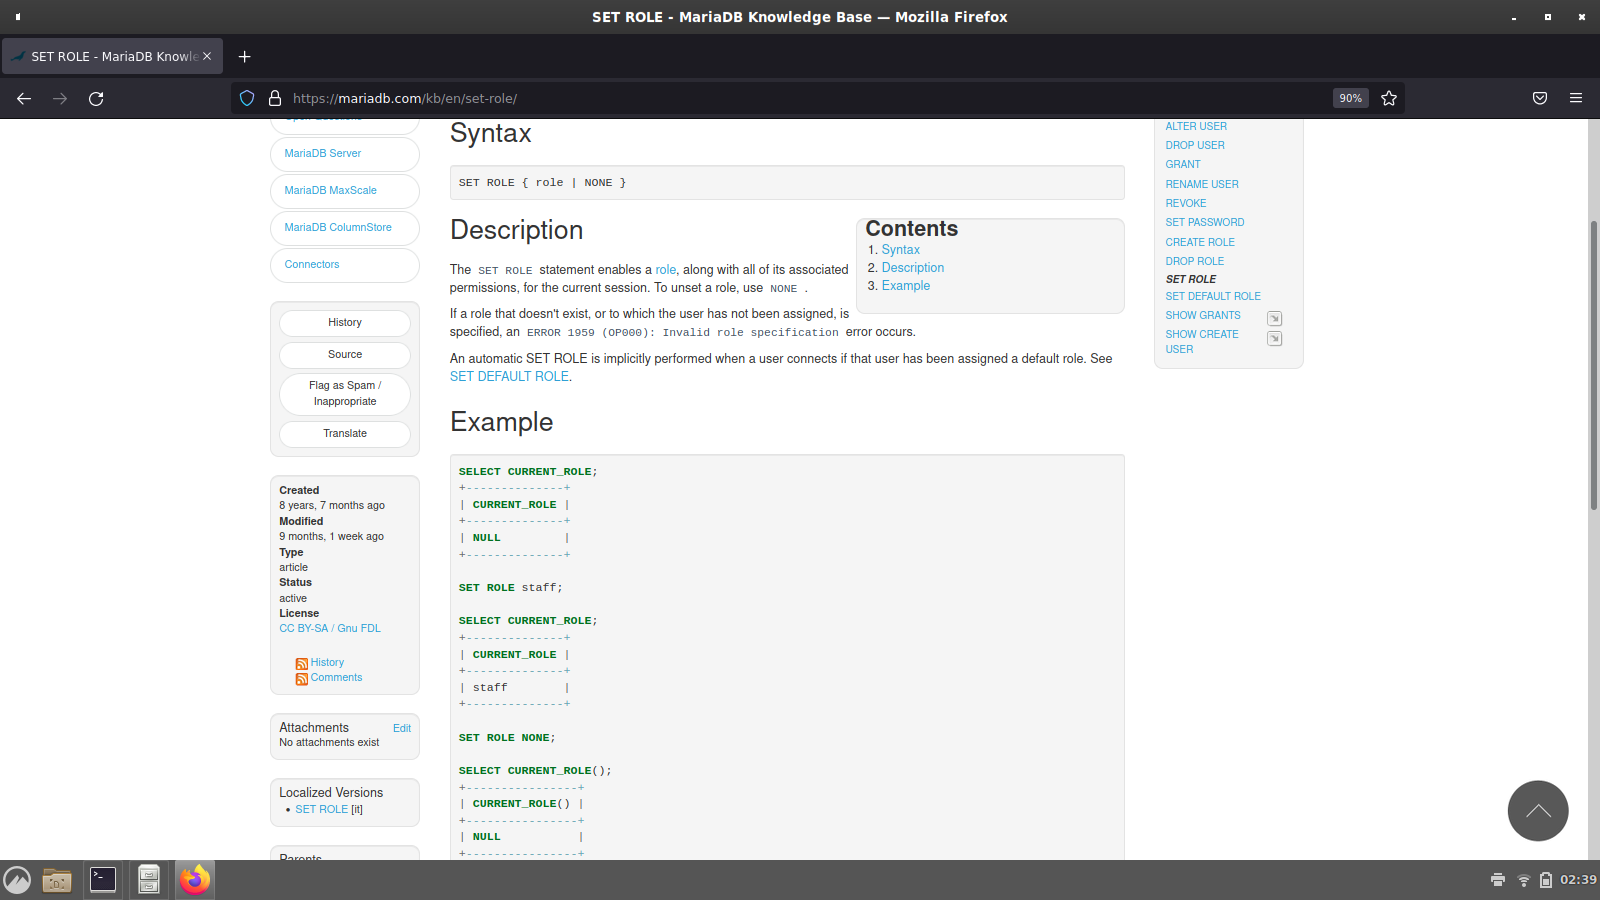 SET ROLE - MariaDB Knowledge Base — Mozilla Firefox
SET ROLE - MariaDB Knowle
https://mariadb.com/kb/en/set-role/
90%
MariaDB Server
MariaDB MaxScale
MariaDB ColumnStore
Connectors
History
Source
Flag as Spam /
Inappropriate
Translate
Created
8 years, 7 months ago
Modified
9 months, 1 week ago
Type
article
Status
active
License
CC BY-SA / Gnu FDL
History
Comments
Attachments Edit
No attachments exist
Localized Versions
• SET ROLE [it]
Parents
Syntax
SET ROLE { role | NONE }
Description
The SET ROLE statement enables a role, along with all of its associated
permissions, for the current session. To unset a role, use NONE .
If a role that doesn't exist, or to which the user has not been assigned, is
specified, an ERROR 1959 (OP000): Invalid role specification error occurs.
An automatic SET ROLE is implicitly performed when a user connects if that user has been assigned a default role. See
SET DEFAULT ROLE.
Contents
1. Syntax
2. Description
3. Example
Example
SELECT CURRENT_ROLE;
+--------------+
| CURRENT_ROLE |
+--------------+
| NULL         |
+--------------+
SET ROLE staff;
SELECT CURRENT_ROLE;
+--------------+
| CURRENT_ROLE |
+--------------+
| staff        |
+--------------+
SET ROLE NONE;
SELECT CURRENT_ROLE();
+----------------+
| CURRENT_ROLE() |
+----------------+
| NULL           |
+----------------+
ALTER USER
DROP USER
GRANT
RENAME USER
REVOKE
SET PASSWORD
CREATE ROLE
DROP ROLE
SET ROLE
SET DEFAULT ROLE
SHOW GRANTS
SHOW CREATE
USER
02:39